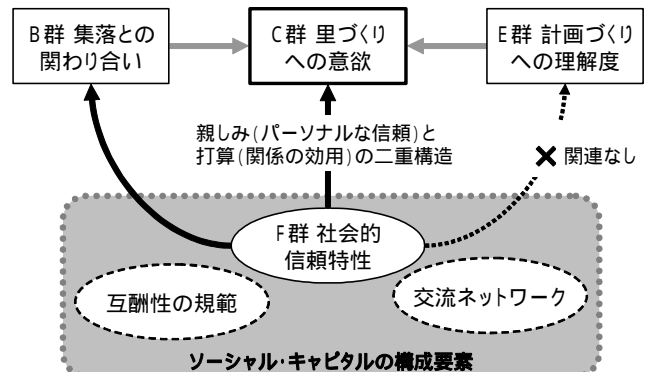 B群 集落との
関わり合い
C群 里づくり
への意欲
E群 計画づくり
への理解度
親しみ(パーソナルな信頼)と
打算(関係の効用)の二重構造
✖ 関連なし
F群 社会的
信頼特性
互酬性の規範
交流ネットワーク
ソーシャル・キャピタルの構成要素